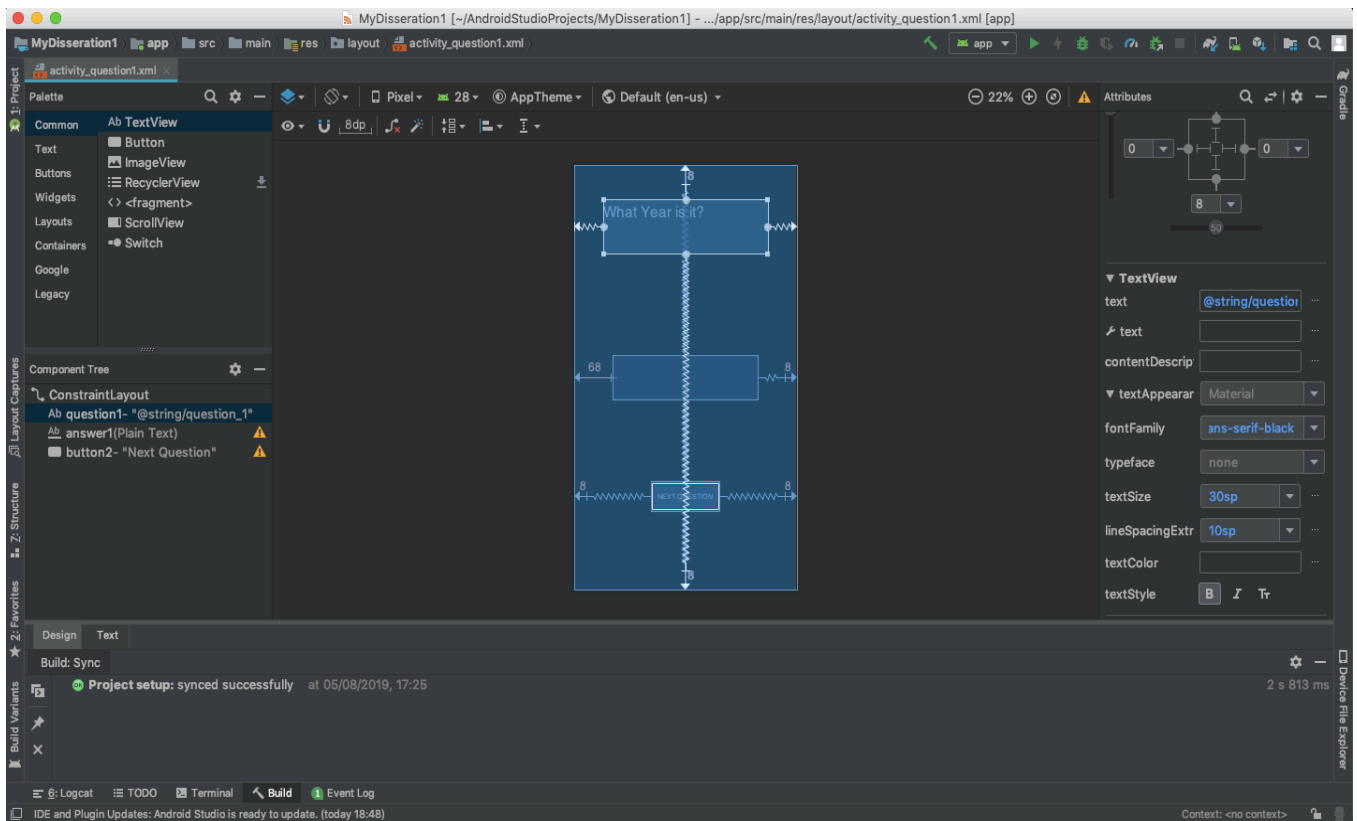 MyDisseration1 [~/AndroidStudioProjects/MyDisseration1] - .../app/src/main/res/layout/activity_question1.xml [app]
MyDisseration1 app src main res layout activity_question1.xml app
activity_question1.xml
1: Project
Layout Captures
Z: Structure
2: Favorites
Build Variants
Palette
Common
Text
Buttons
Widgets
Layouts
Containers
Google
Legacy
Ab TextView
Button
ImageView
RecyclerView
<> <fragment>
ScrollView
Switch
Component Tree
ConstraintLayout
Ab question1- "@string/question_1"
Ab answer1(Plain Text)
button2- "Next Question"
Pixel 28 AppTheme Default (en-us) 22%
8dp
8
What Year is it?
68 8
8 8
NEXT QUESTION
8
Attributes
0 0
8
50
TextView
text @string/question
text
contentDescrip
textAppearar Material
fontFamily ans-serif-black
typeface none
textSize 30sp
lineSpacingExtr 10sp
textColor
textStyle B I Tт
Gradle
Device File Explorer
Design Text
Build: Sync
OK Project setup: synced successfully at 05/08/2019, 17:25 2 s 813 ms
6: Logcat TODO Terminal Build 1 Event Log
IDE and Plugin Updates: Android Studio is ready to update. (today 18:48) Context: <no context>